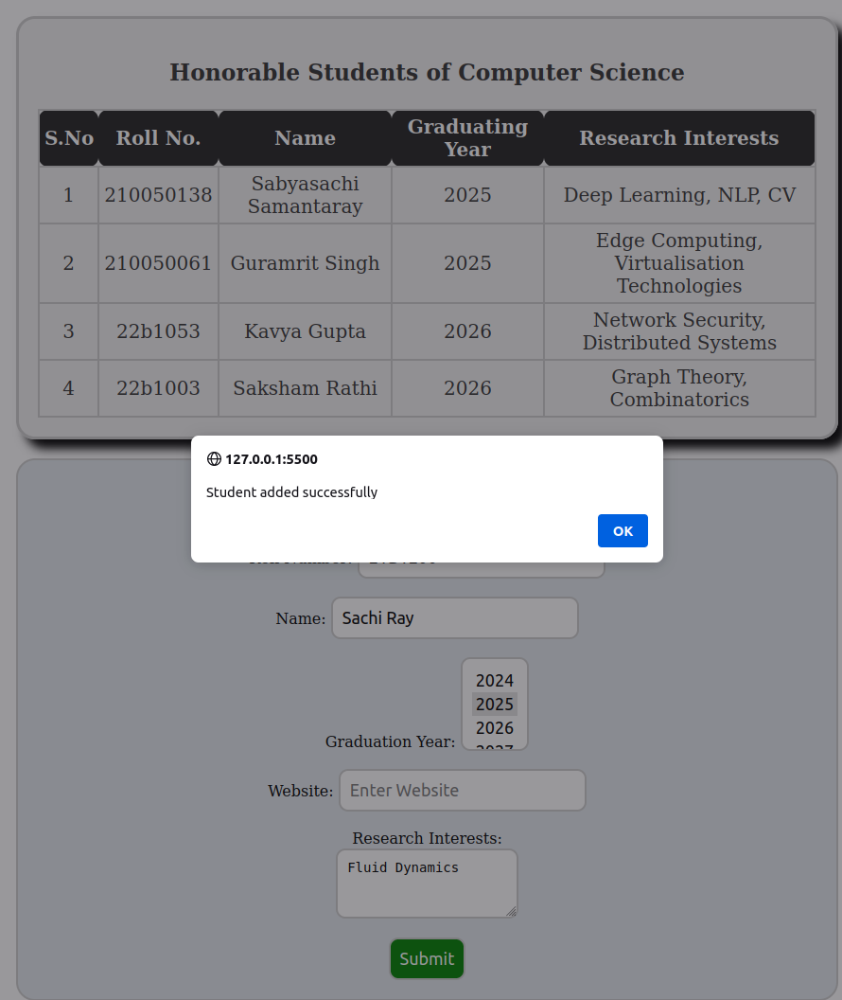 Honorable Students of Computer Science
S.No Roll No. Name Graduating Year Research Interests
1 210050138 Sabyasachi Samantaray 2025 Deep Learning, NLP, CV
2 210050061 Guramrit Singh 2025 Edge Computing, Virtualisation Technologies
3 22b1053 Kavya Gupta 2026 Network Security, Distributed Systems
4 22b1003 Saksham Rathi 2026 Graph Theory, Combinatorics
127.0.0.1:5500
Student added successfully
OK
Name: Sachi Ray
2024
2025
2026
2027
Graduation Year:
Website: Enter Website
Research Interests:
Fluid Dynamics
Submit